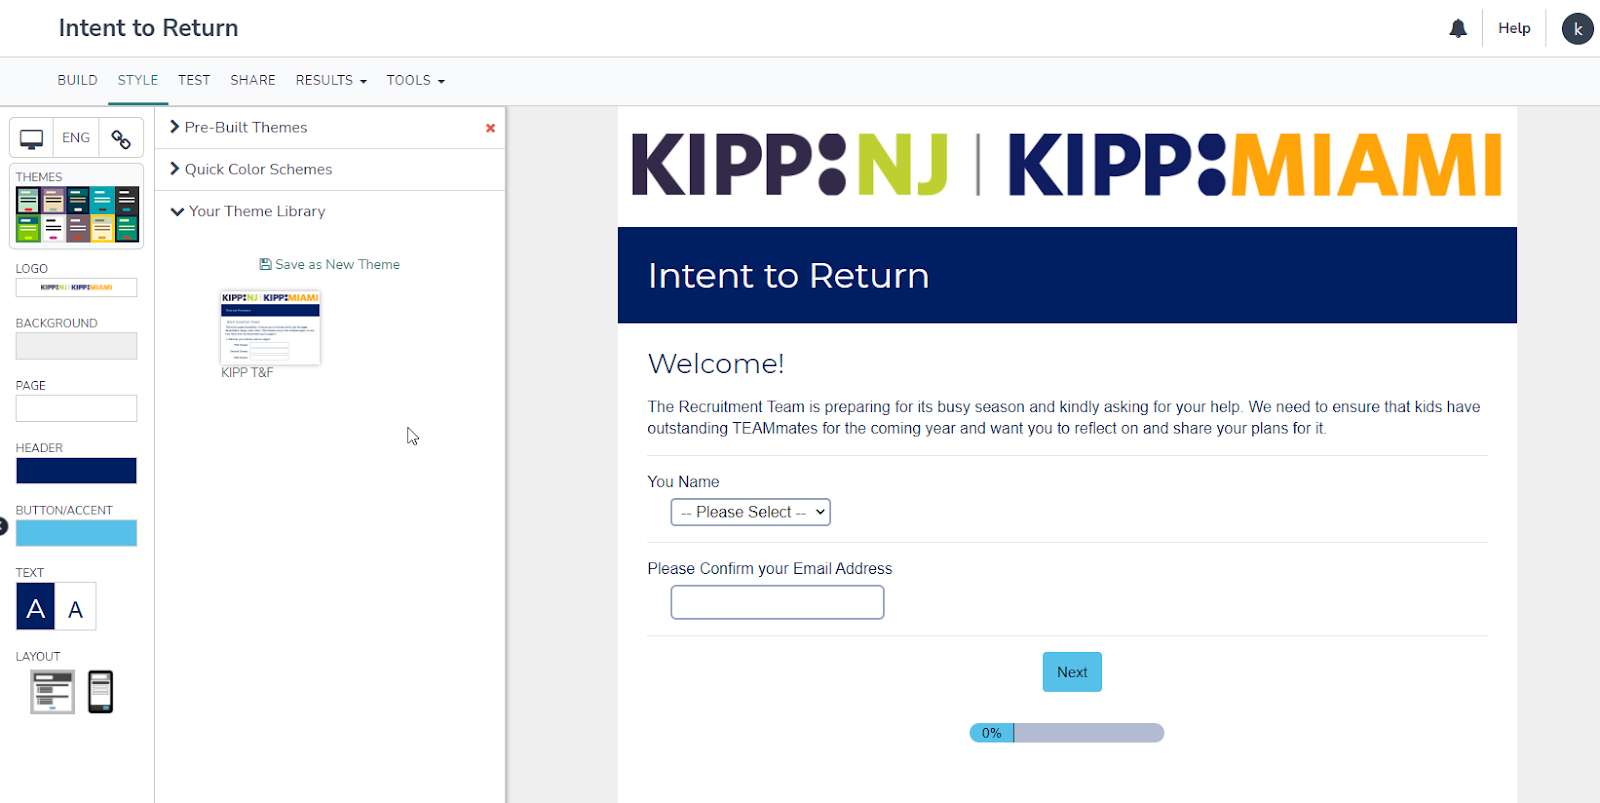 Intent to Return
Help
k
BUILD
STYLE
TEST
SHARE
RESULTS
TOOLS
ENG
THEMES
LOGO
KIPP:NJ | KIPP:MIAMI
BACKGROUND
PAGE
HEADER
BUTTON/ACCENT
TEXT
A A
LAYOUT
Pre-Built Themes
Quick Color Schemes
Your Theme Library
Save as New Theme
KIPP:NJ | KIPP:MIAMI
KIPP T&F
KIPP:NJ | KIPP:MIAMI
Intent to Return
Welcome!
The Recruitment Team is preparing for its busy season and kindly asking for your help. We need to ensure that kids have
outstanding TEAMmates for the coming year and want you to reflect on and share your plans for it.
You Name
-- Please Select --
Please Confirm your Email Address
Next
0%